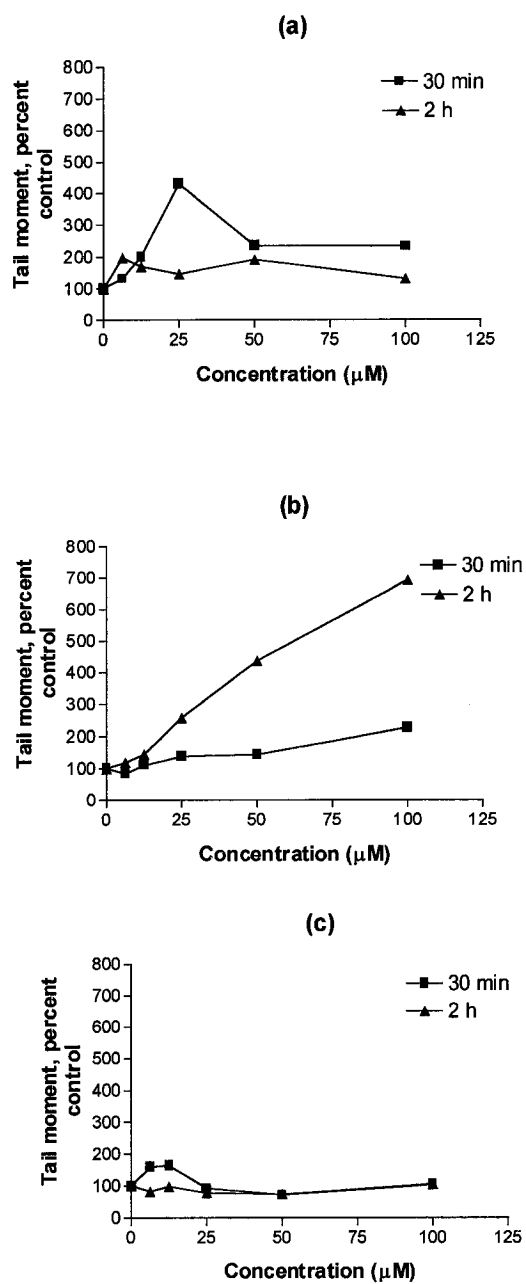 (a)
800
700
600
500
400
300
200
100
0
Tail moment, percent
control
30 min
2 h
0 25 50 75 100 125
Concentration (µM)
(b)
800
700
600
500
400
300
200
100
0
Tail moment, percent
control
30 min
2 h
0 25 50 75 100 125
Concentration (µM)
(c)
800
700
600
500
400
300
200
100
0
Tail moment, percent
control
30 min
2 h
0 25 50 75 100 125
Concentration (µM)